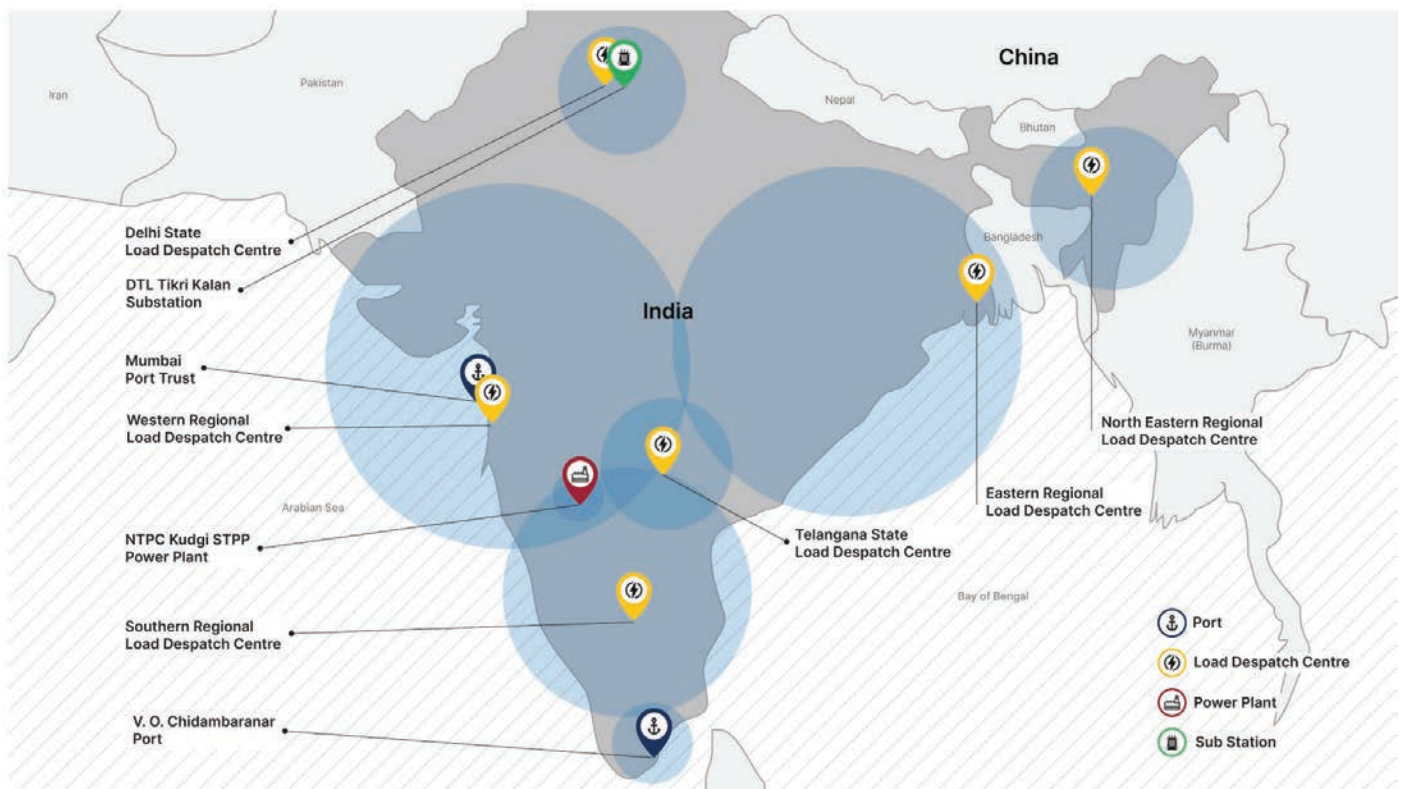 China
Iran
Pakistan
Nepal
Bhutan
Delhi State
Load Despatch Centre
Bangladesh
DTL Tikri Kalan
Substation
India
Myanmar
(Burma)
Mumbai
Port Trust
Western Regional
Load Despatch Centre
North Eastern Regional
Load Despatch Centre
Arabian Sea
Eastern Regional
Load Despatch Centre
NTPC Kudgi STPP
Power Plant
Telangana State
Load Despatch Centre
Bay of Bengal
Southern Regional
Load Despatch Centre
V. O. Chidambaranar
Port
Port
Load Despatch Centre
Power Plant
Sub Station